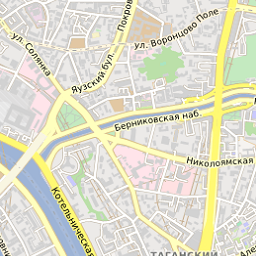 Покров
ул. Воронцово Поле
ул. Солянка
Яузский бул.
Берниковская наб.
Николоямская
Котельническая
ТАГАНСКИЙ